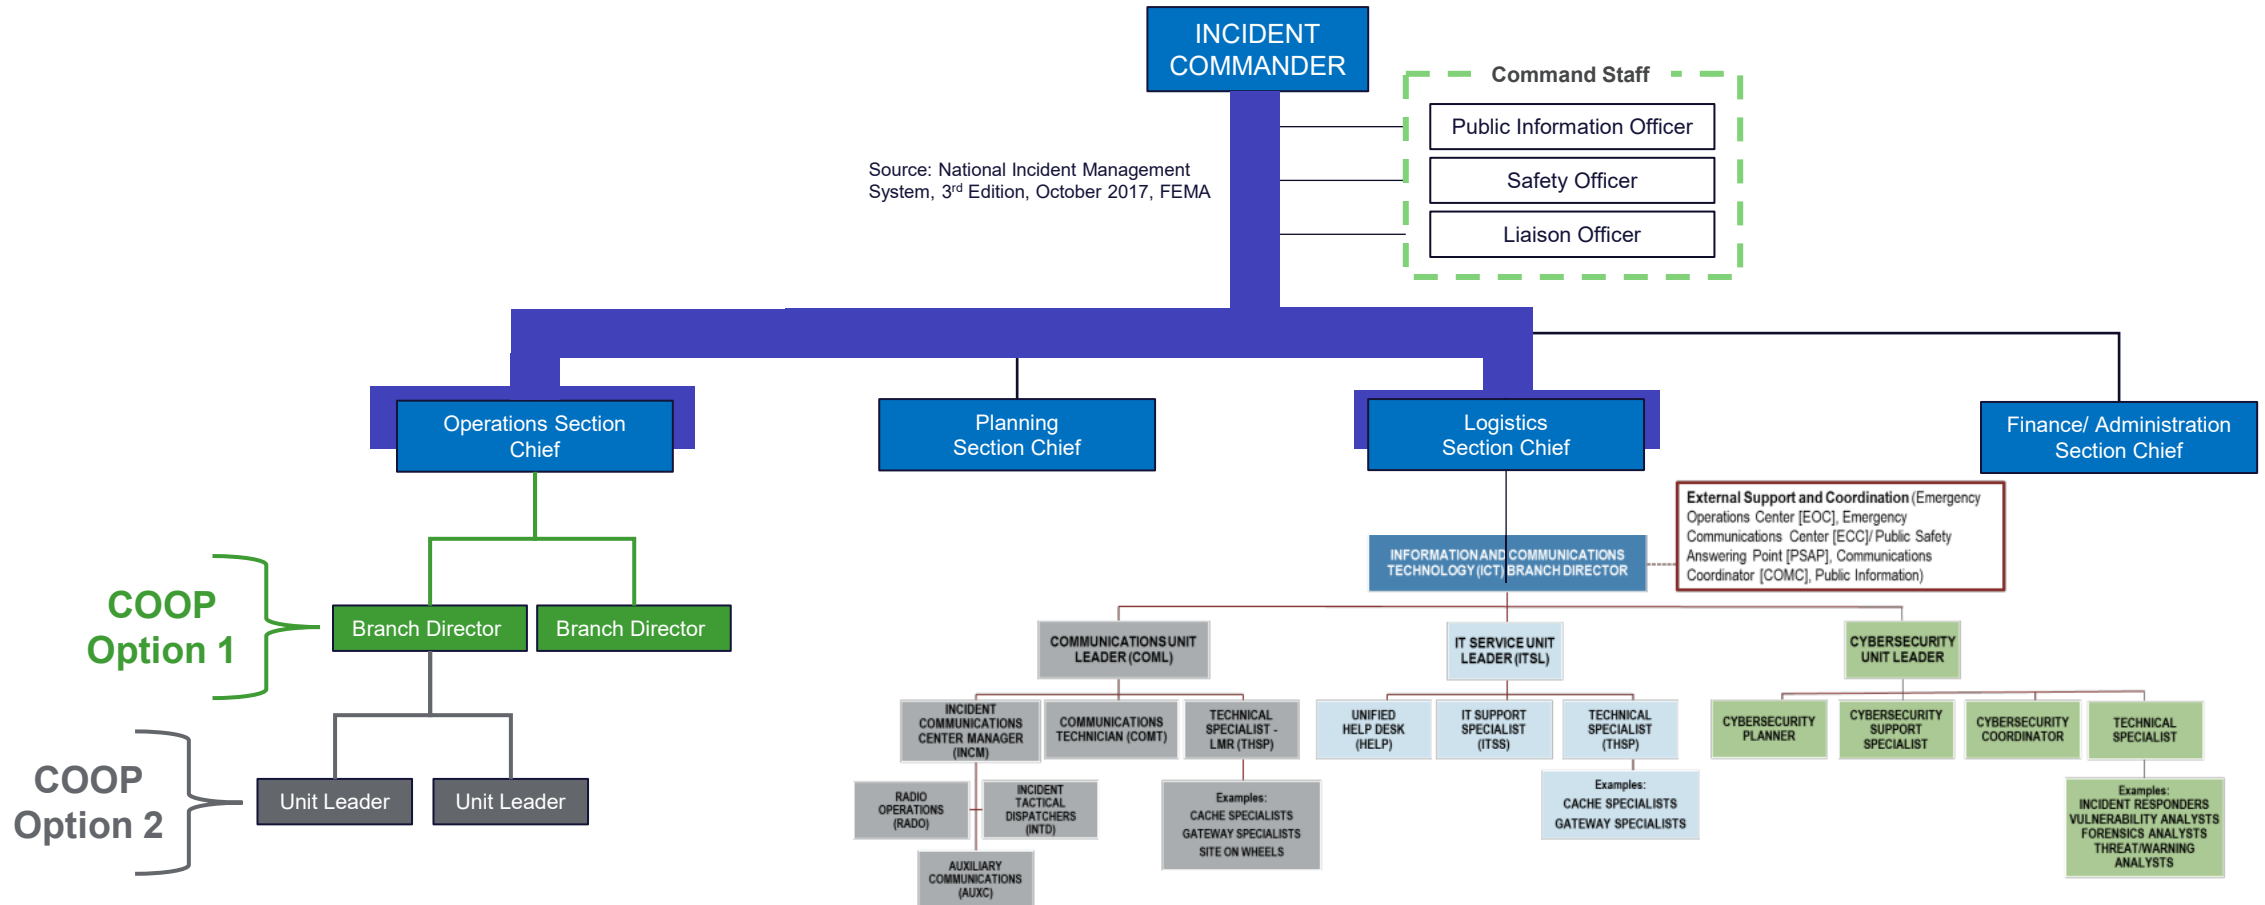 INCIDENT
COMMANDER
Command Staff
Public Information Officer
Safety Officer
Liaison Officer
Source: National Incident Management
System, 3rd Edition, October 2017, FEMA
Operations Section
Chief
Planning
Section Chief
Logistics
Section Chief
Finance/ Administration
Section Chief
External Support and Coordination (Emergency
Operations Center [EOC], Emergency
Communications Center [ECC]/ Public Safety
Answering Point [PSAP], Communications
Coordinator [COMC], Public Information)
INFORMATION AND COMMUNICATIONS
TECHNOLOGY (ICT) BRANCH DIRECTOR
COOP
Option 1
Branch Director
Branch Director
COOP
Option 2
Unit Leader
Unit Leader
COMMUNICATIONS UNIT
LEADER (COML)
IT SERVICE UNIT
LEADER (ITSL)
CYBERSECURITY
UNIT LEADER
INCIDENT
COMMUNICATIONS
CENTER MANAGER
(INCM)
COMMUNICATIONS
TECHNICIAN (COMT)
TECHNICAL
SPECIALIST -
LMR (THSP)
UNIFIED
HELP DESK
(HELP)
IT SUPPORT
SPECIALIST
(ITSS)
TECHNICAL
SPECIALIST
(THSP)
CYBERSECURITY
PLANNER
CYBERSECURITY
SUPPORT
SPECIALIST
CYBERSECURITY
COORDINATOR
TECHNICAL
SPECIALIST
RADIO
OPERATIONS
(RADO)
INCIDENT
TACTICAL
DISPATCHERS
(INTD)
AUXILIARY
COMMUNICATIONS
(AUXC)
Examples:
CACHE SPECIALISTS
GATEWAY SPECIALISTS
SITE ON WHEELS
Examples:
CACHE SPECIALISTS
GATEWAY SPECIALISTS
Examples:
INCIDENT RESPONDERS
VULNERABILITY ANALYSTS
FORENSICS ANALYSTS
THREAT/WARNING
ANALYSTS